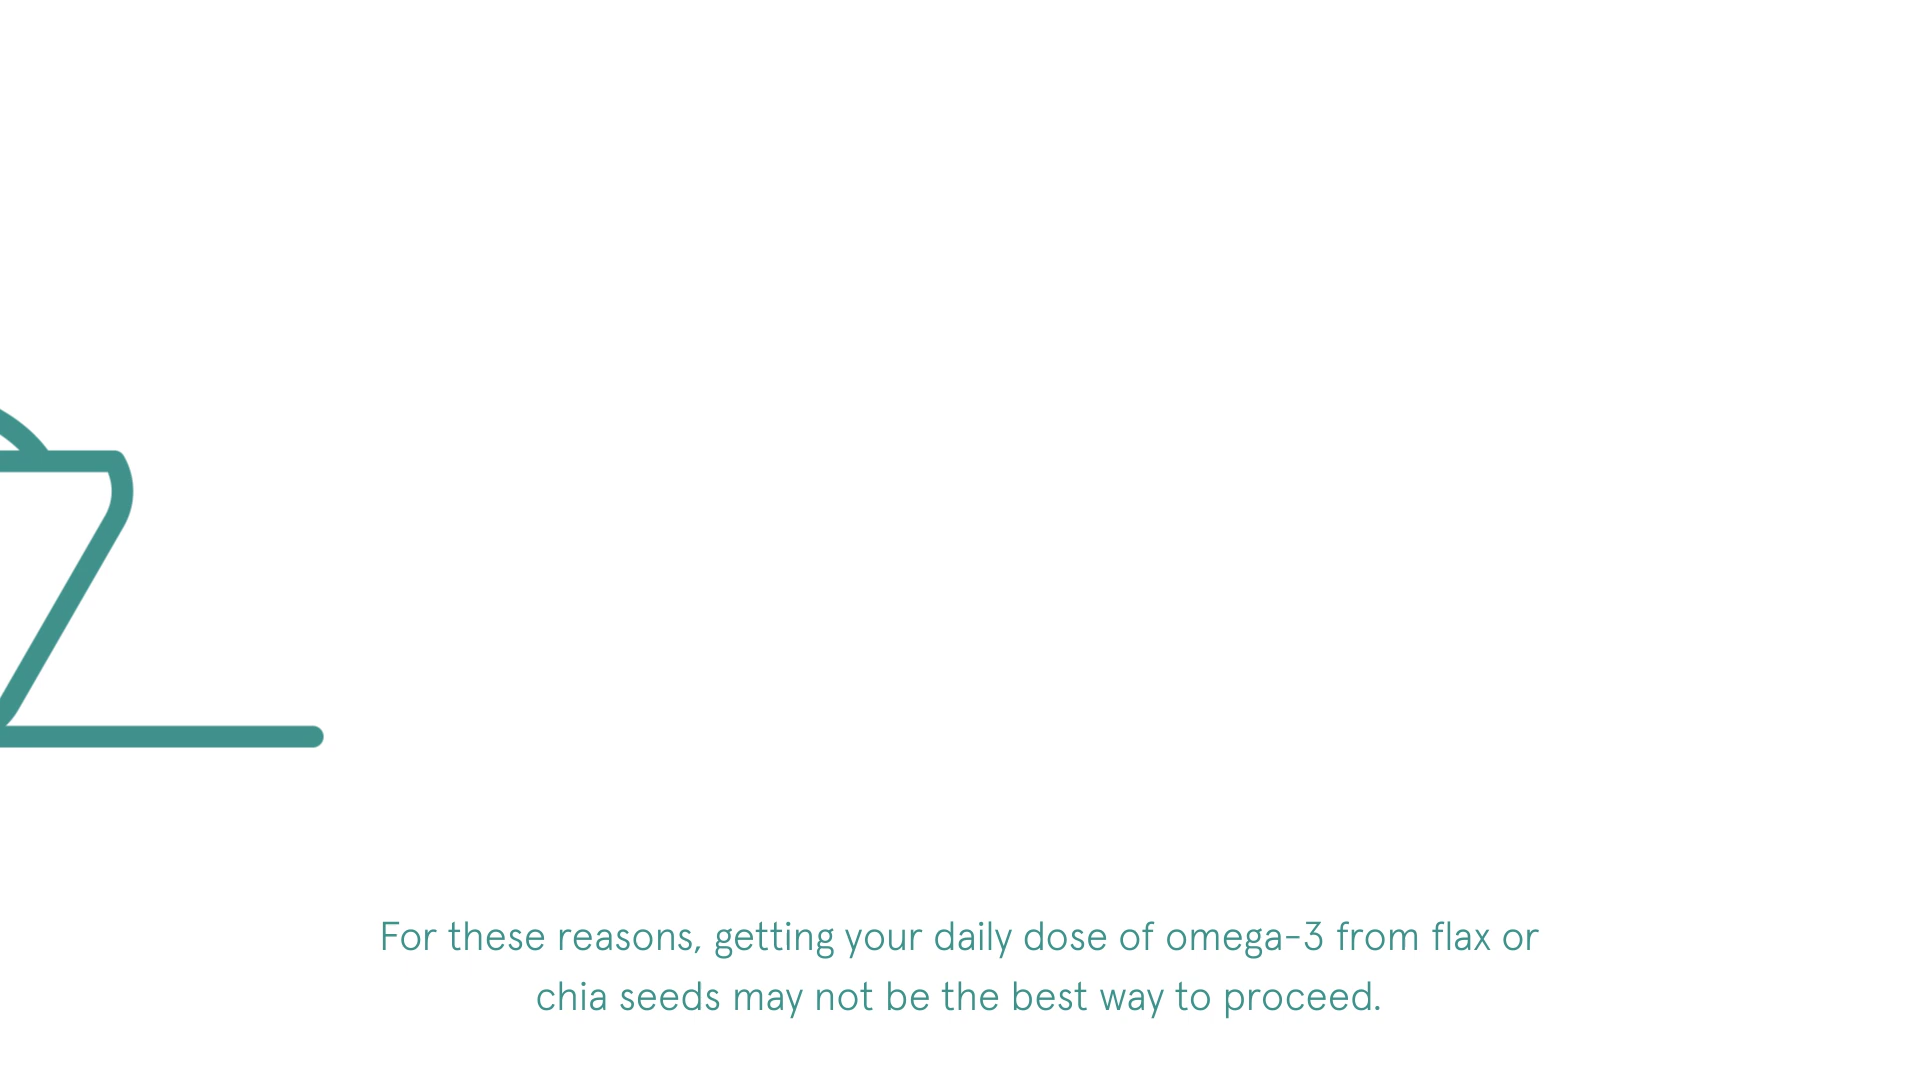 For these reasons, getting your daily dose of omega-3 from flax or
chia seeds may not be the best way to proceed.